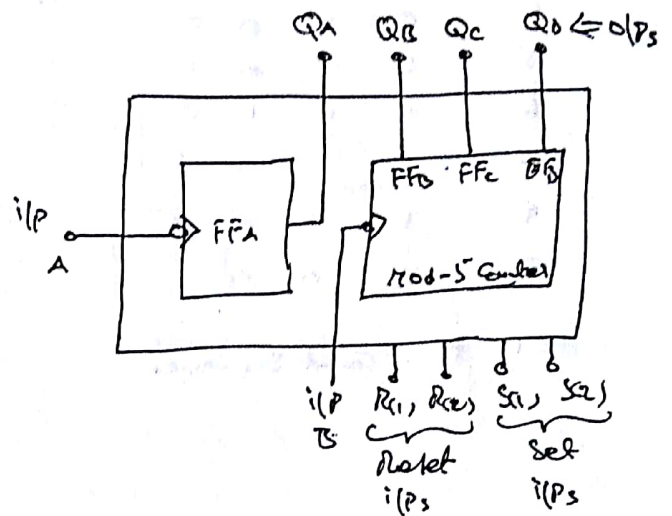 QA QB QC QD ⇐ o/Ps
i/P
A
FFA
FFB FFC FFD
Mod-5 Counter
i/P
B
R(1) R(2) S(1) S(2)
Reset
i/Ps
Set
i/Ps